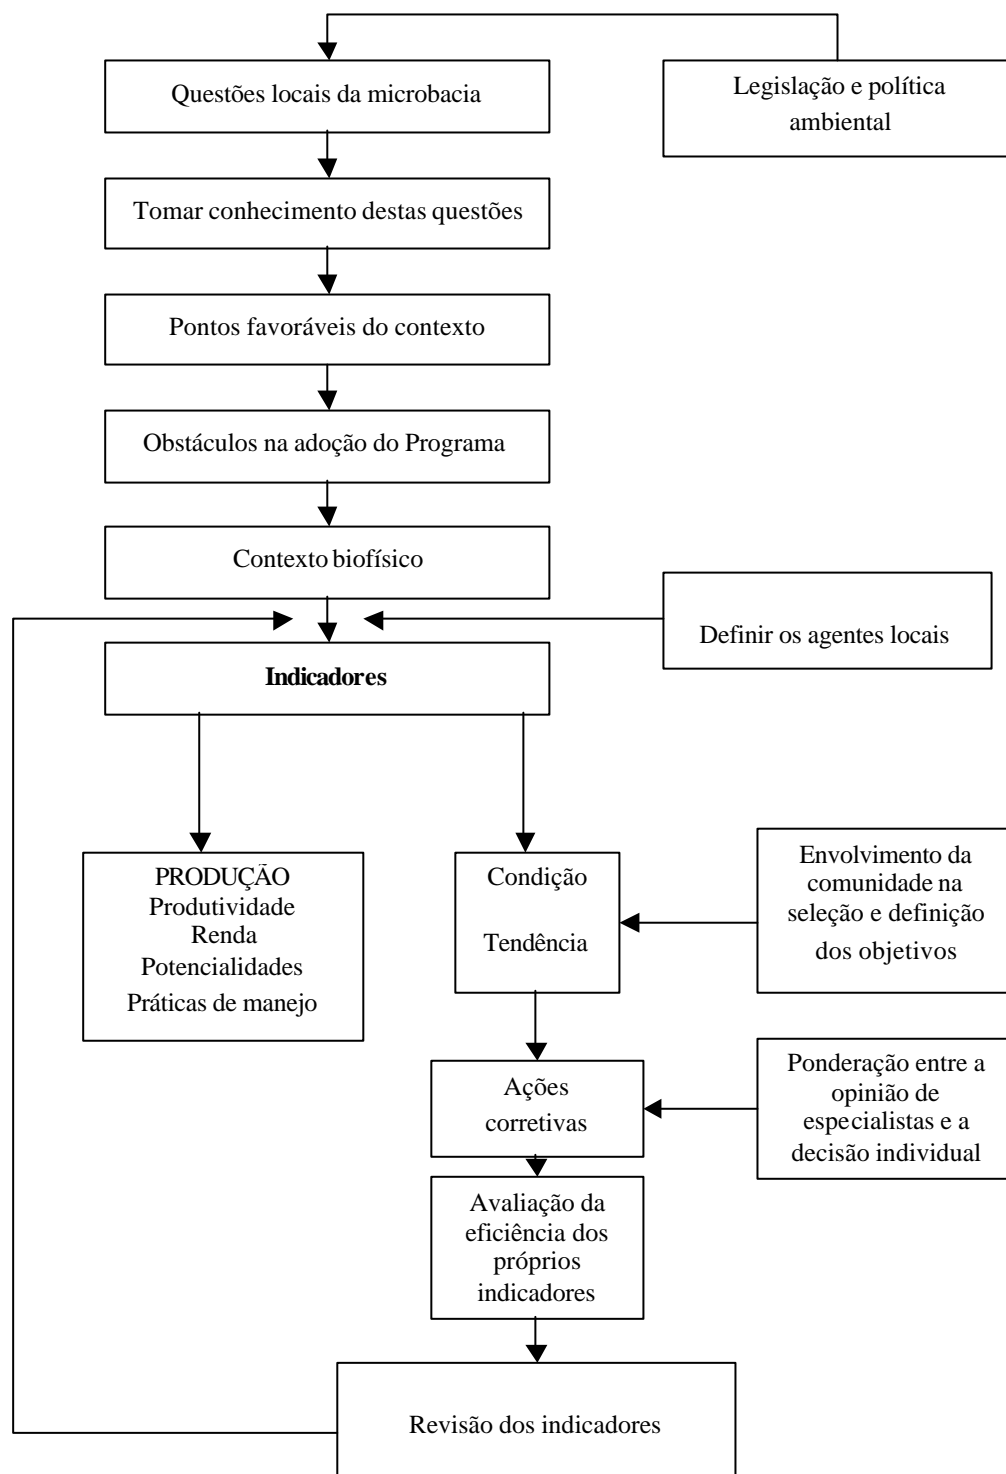 Questões locais da microbacia
Legislação e política
ambiental
Tomar conhecimento destas questões
Pontos favoráveis do contexto
Obstáculos na adoção do Programa
Contexto biofísico
Definir os agentes locais
Indicadores
PRODUÇÃO
Produtividade
Renda
Potencialidades
Práticas de manejo
Condição
Tendência
Envolvimento da
comunidade na
seleção e definição
dos objetivos
Ações
corretivas
Ponderação entre a
opinião de
especialistas e a
decisão individual
Avaliação da
eficiência dos
próprios
indicadores
Revisão dos indicadores